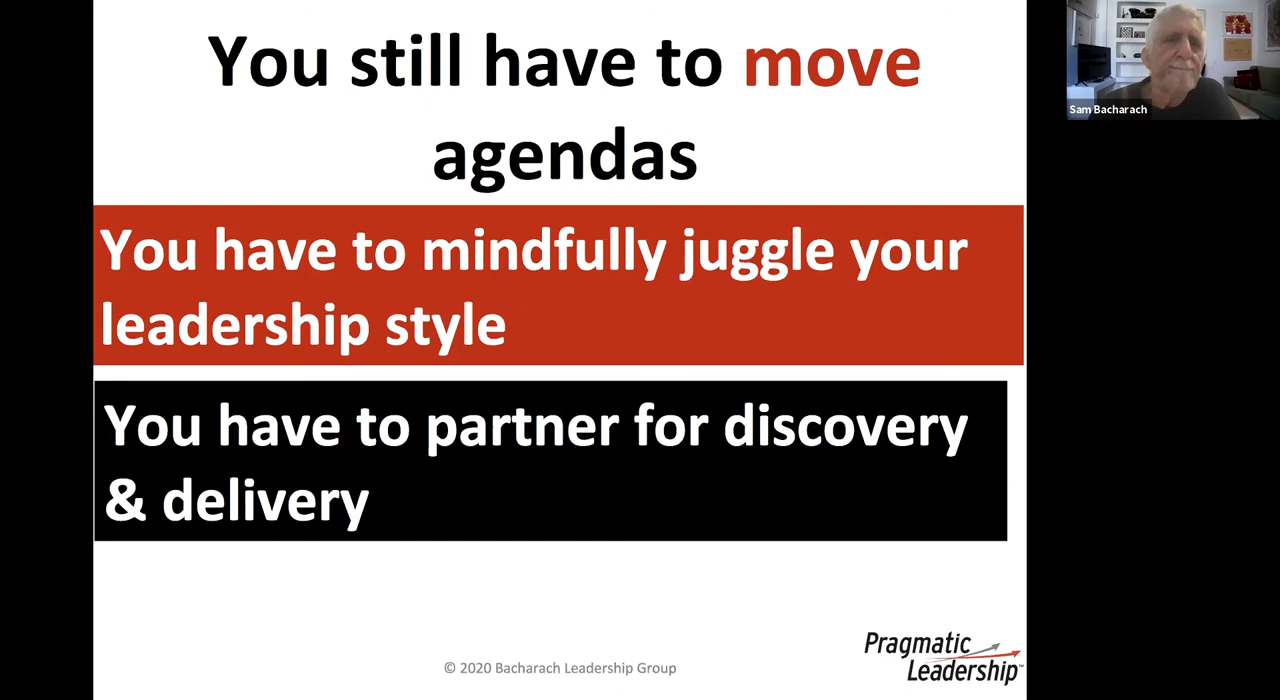 You still have to move
agendas
You have to mindfully juggle your
leadership style
You have to partner for discovery
& delivery
© 2020 Bacharach Leadership Group
Pragmatic
Leadership™
Sam Bacharach